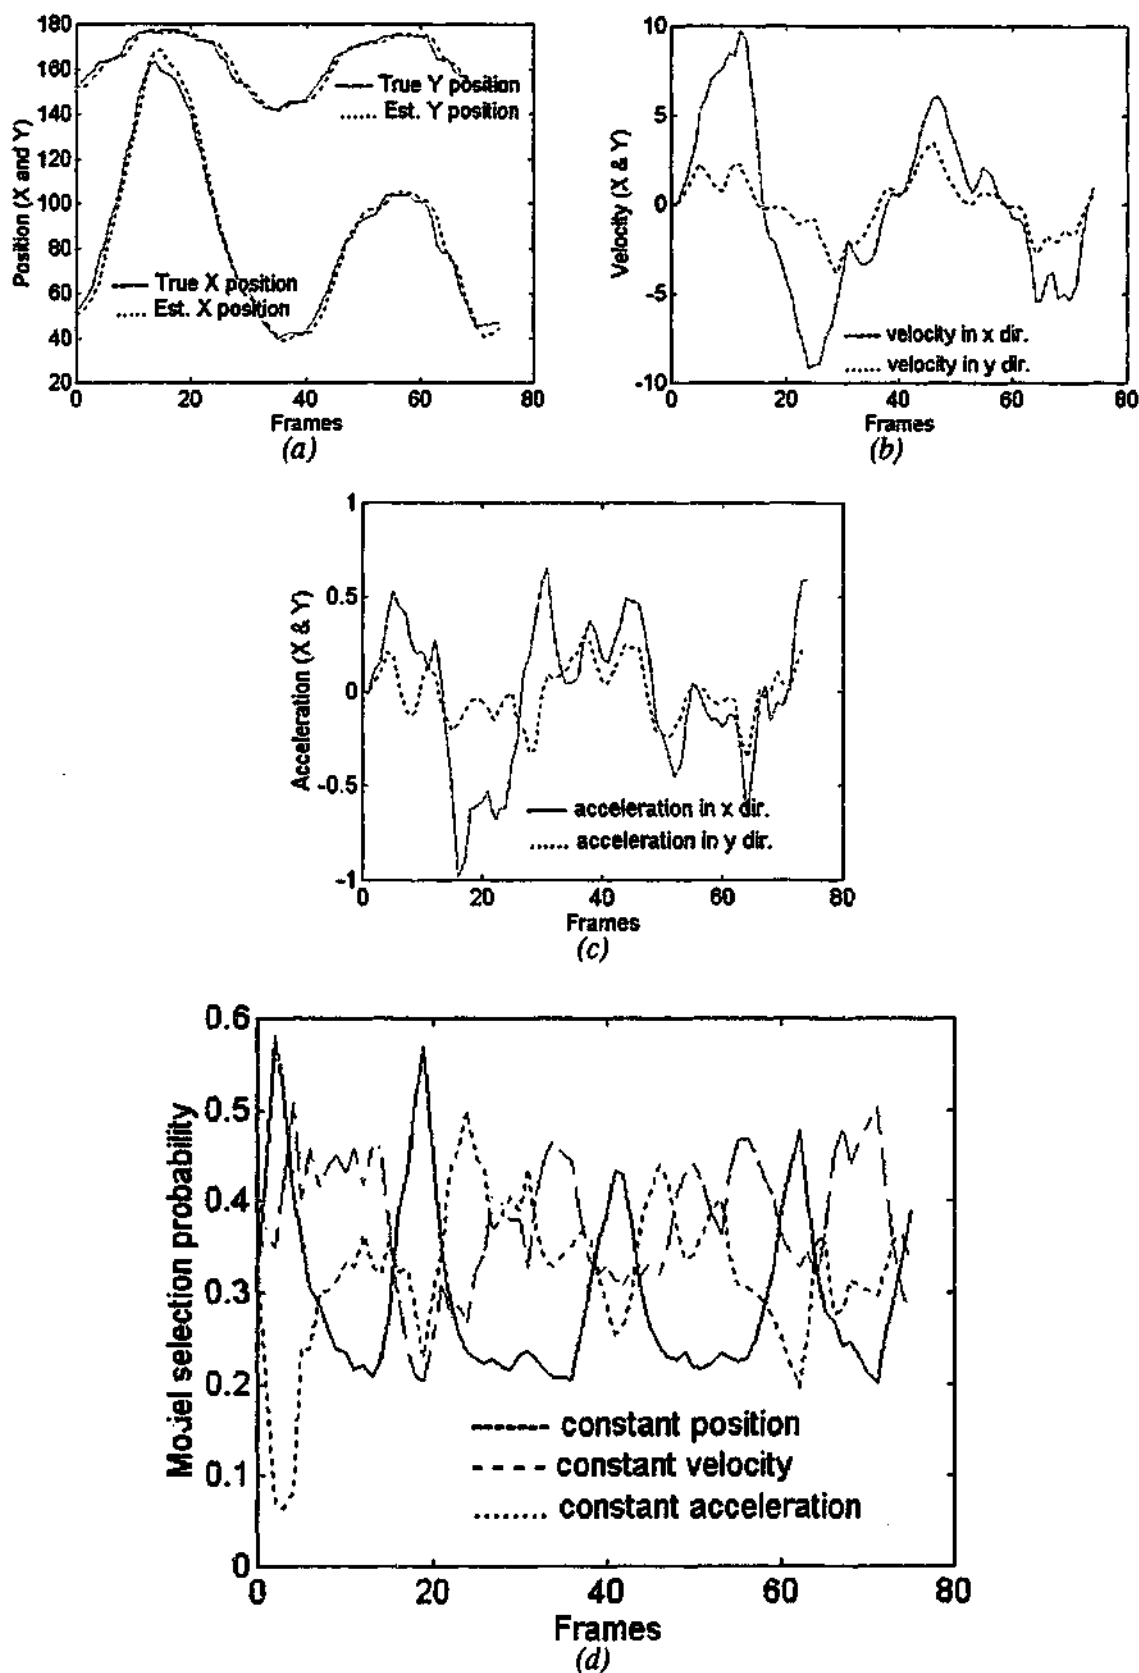 180
160
140
120
100
80
60
40
20
Position (X and Y)
True Y position
Est. Y position
True X position
Est. X position
0 20 40 60 80
Frames
(a)
10
5
0
-5
-10
Velocity (X & Y)
velocity in x dir.
velocity in y dir.
0 20 40 60 80
Frames
(b)
1
0.5
0
-0.5
-1
Acceleration (X & Y)
acceleration in x dir.
acceleration in y dir.
0 20 40 60 80
Frames
(c)
0.6
0.5
0.4
0.3
0.2
0.1
0
Model selection probability
constant position
constant velocity
constant acceleration
0 20 40 60 80
Frames
(d)